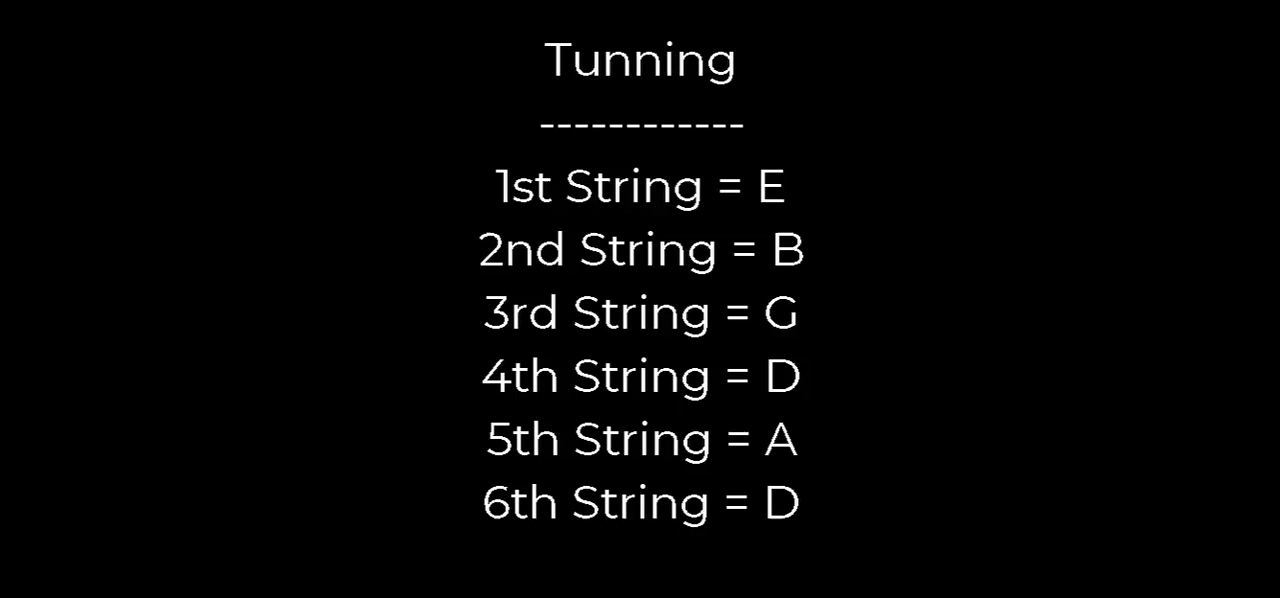 Tunning
------------
1st String = E
2nd String = B
3rd String = G
4th String = D
5th String = A
6th String = D